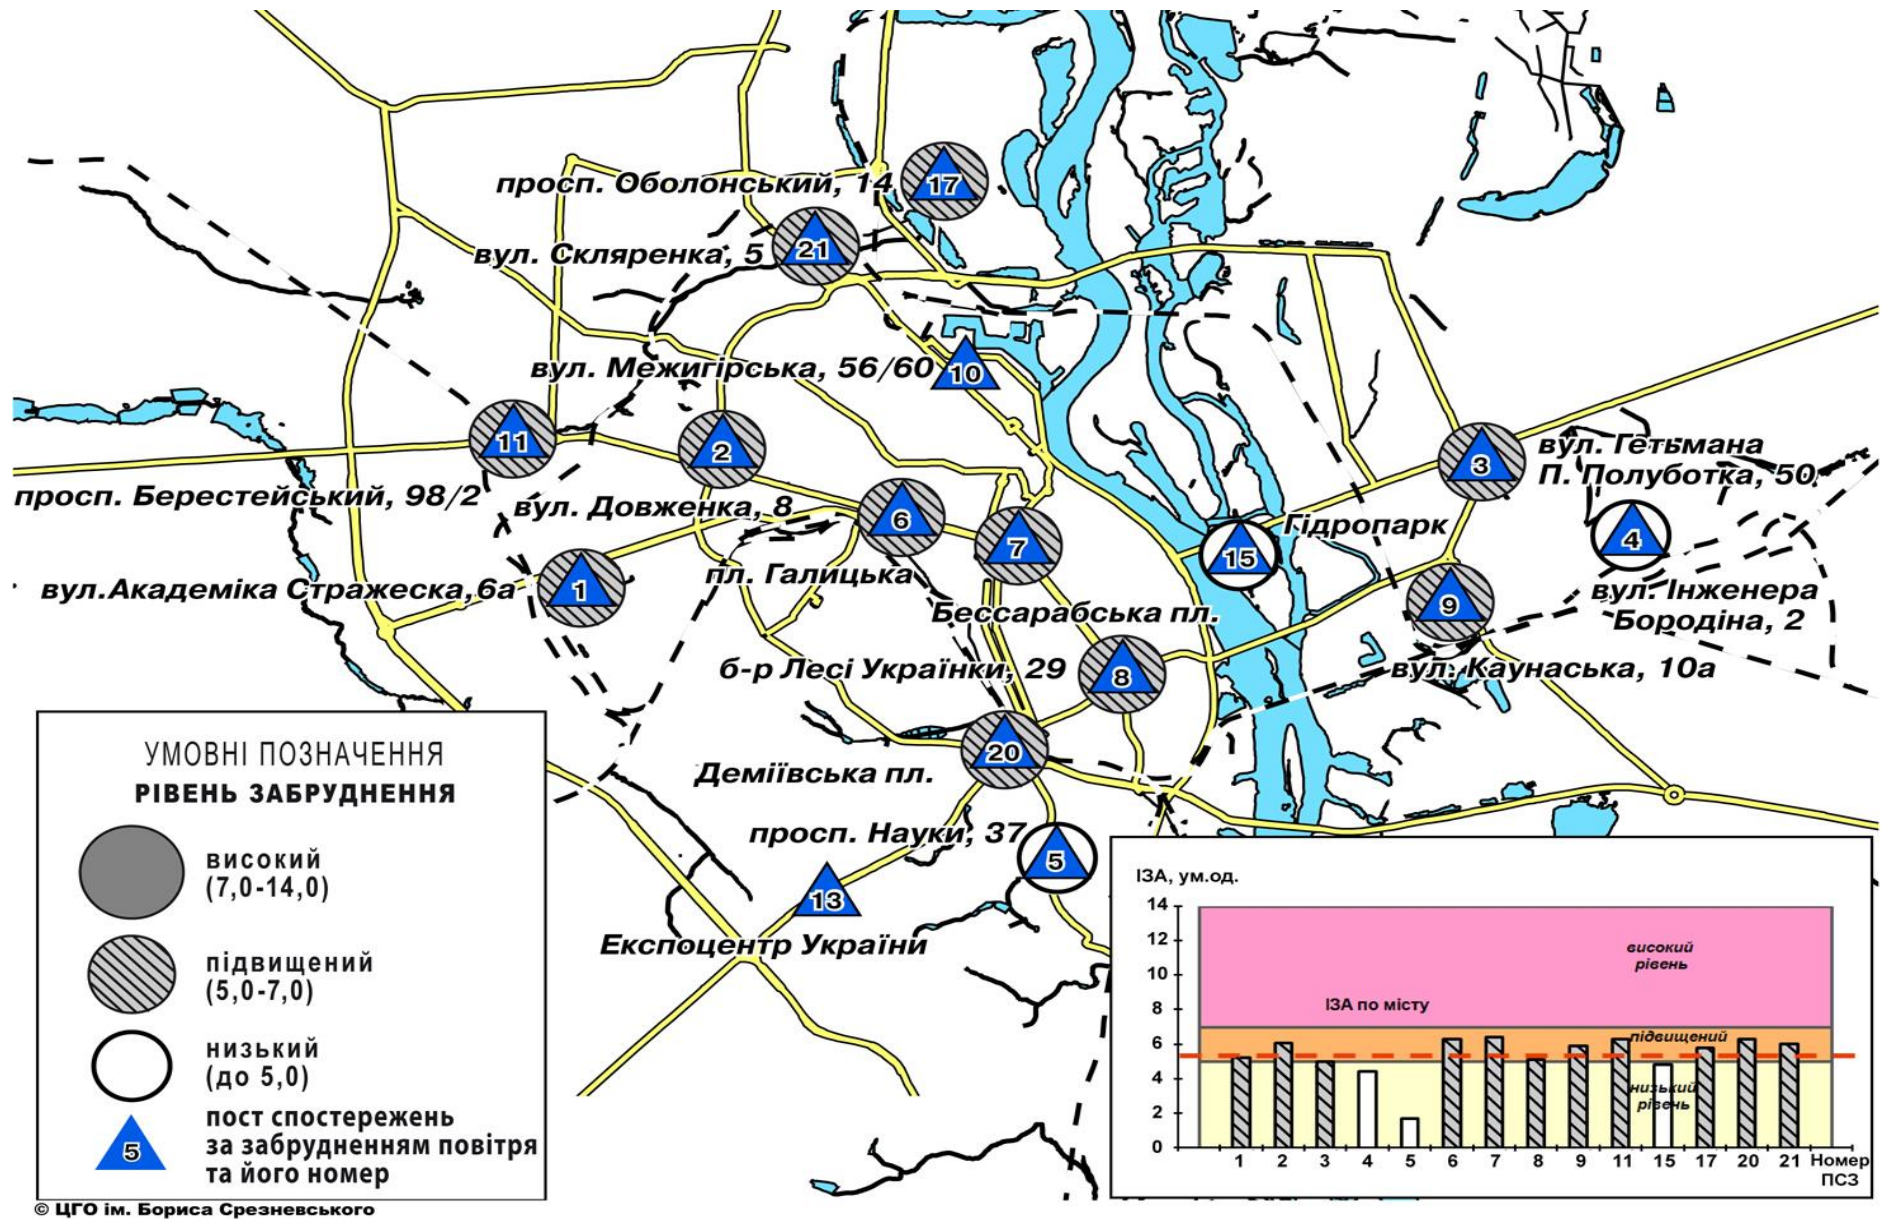 просп. Оболонський, 14
17
вул. Скляренка, 5
21
вул. Межигірська, 56/60
10
11
2
3
вул. Гетьмана
П. Полуботка, 50
просп. Берестейський, 98/2
вул. Довженка, 8
6
7
15
Гідропарк
4
пл. Галицька
вул.Академіка Стражеска,6а
1
9
вул. Інженера
Бородіна, 2
Бессарабська пл.
б-р Лесі Українки, 29
8
вул. Каунаська, 10а
20
Деміївська пл.
просп. Науки, 37
5
13
Експоцентр України
УМОВНІ ПОЗНАЧЕННЯ
РІВЕНЬ ЗАБРУДНЕННЯ
високий
(7,0-14,0)
підвищений
(5,0-7,0)
низький
(до 5,0)
5
пост спостережень
за забрудненням повітря
та його номер
© ЦГО ім. Бориса Срезневського
ІЗА, ум.од.
14
12
10
8
6
4
2
0
високий
рівень
ІЗА по місту
підвищений
низький
рівень
1 2 3 4 5 6 7 8 9 11 15 17 20 21 Номер
ПСЗ